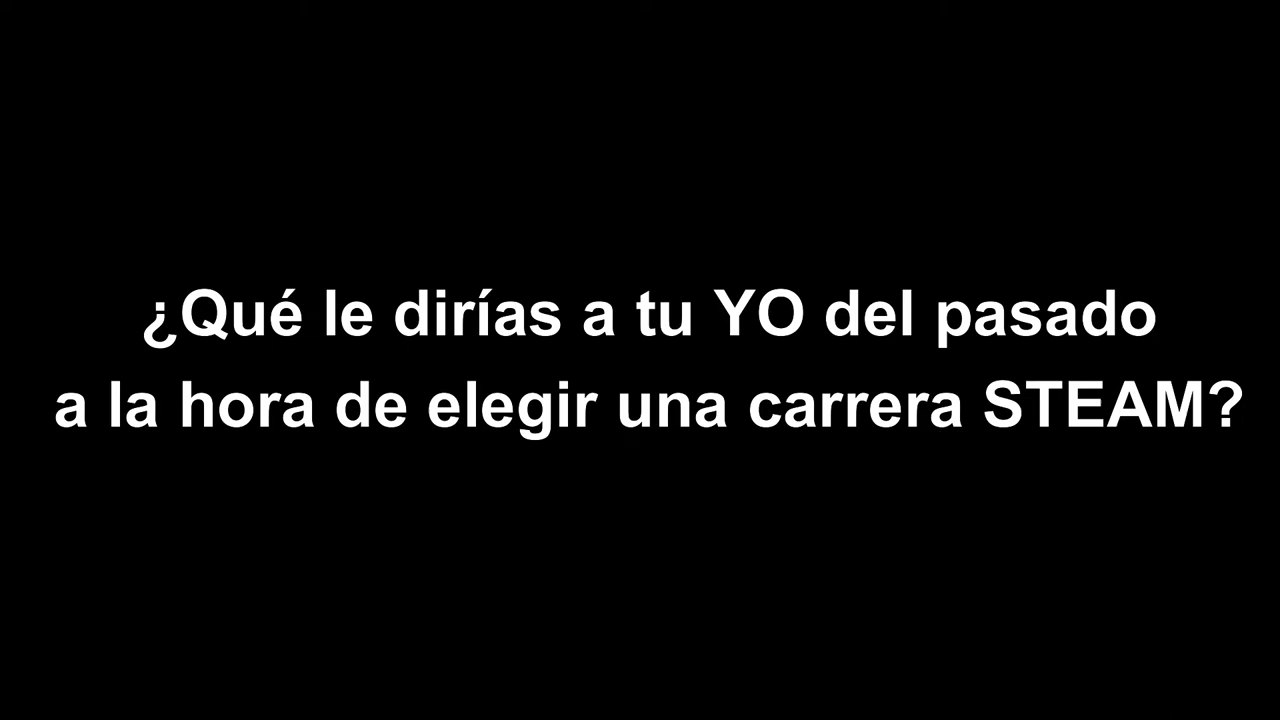 ¿Qué le dirías a tu YO del pasado
a la hora de elegir una carrera STEAM?